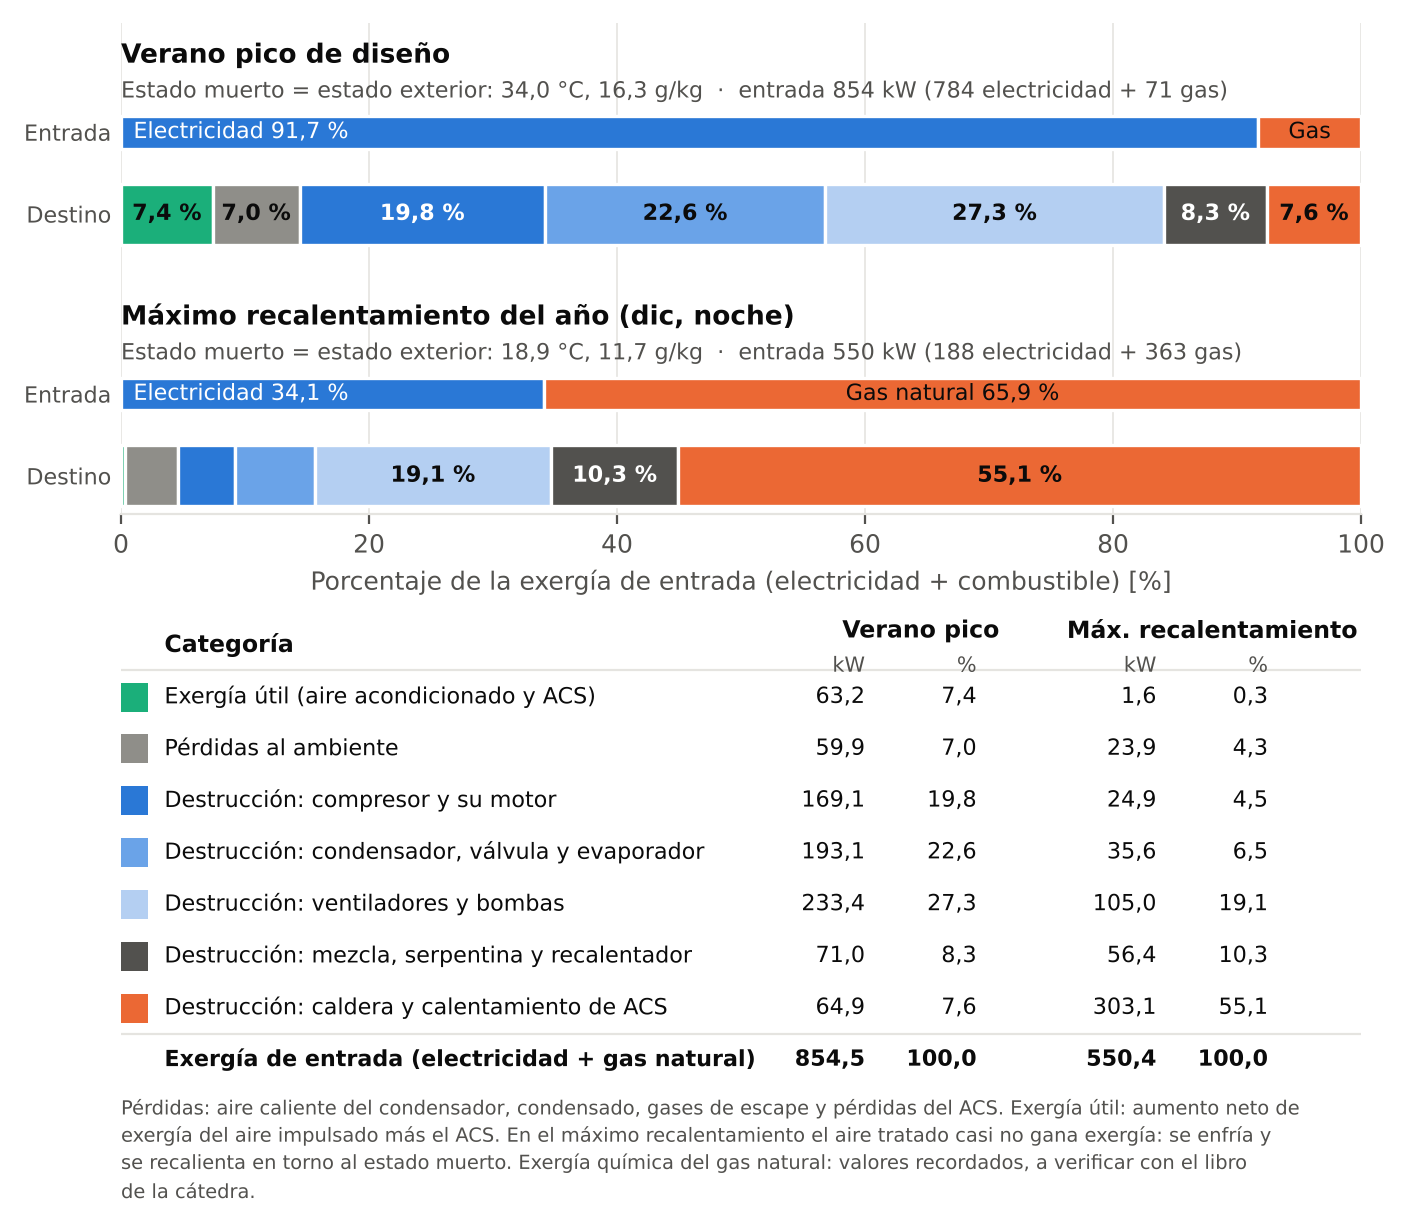 Verano pico de diseño
Estado muerto = estado exterior: 34,0 °C, 16,3 g/kg · entrada 854 kW (784 electricidad + 71 gas)
Entrada
Electricidad 91,7 %
Gas
Destino
7,4 %
7,0 %
19,8 %
22,6 %
27,3 %
8,3 %
7,6 %
Máximo recalentamiento del año (dic, noche)
Estado muerto = estado exterior: 18,9 °C, 11,7 g/kg · entrada 550 kW (188 electricidad + 363 gas)
Entrada
Electricidad 34,1 %
Gas natural 65,9 %
Destino
19,1 %
10,3 %
55,1 %
0 20 40 60 80 100
Porcentaje de la exergía de entrada (electricidad + combustible) [%]
Categoría Verano pico Máx. recalentamiento
kW % kW %
Exergía útil (aire acondicionado y ACS) 63,2 7,4 1,6 0,3
Pérdidas al ambiente 59,9 7,0 23,9 4,3
Destrucción: compresor y su motor 169,1 19,8 24,9 4,5
Destrucción: condensador, válvula y evaporador 193,1 22,6 35,6 6,5
Destrucción: ventiladores y bombas 233,4 27,3 105,0 19,1
Destrucción: mezcla, serpentina y recalentador 71,0 8,3 56,4 10,3
Destrucción: caldera y calentamiento de ACS 64,9 7,6 303,1 55,1
Exergía de entrada (electricidad + gas natural) 854,5 100,0 550,4 100,0
Pérdidas: aire caliente del condensador, condensado, gases de escape y pérdidas del ACS. Exergía útil: aumento neto de
exergía del aire impulsado más el ACS. En el máximo recalentamiento el aire tratado casi no gana exergía: se enfría y
se recalienta en torno al estado muerto. Exergía química del gas natural: valores recordados, a verificar con el libro
de la cátedra.